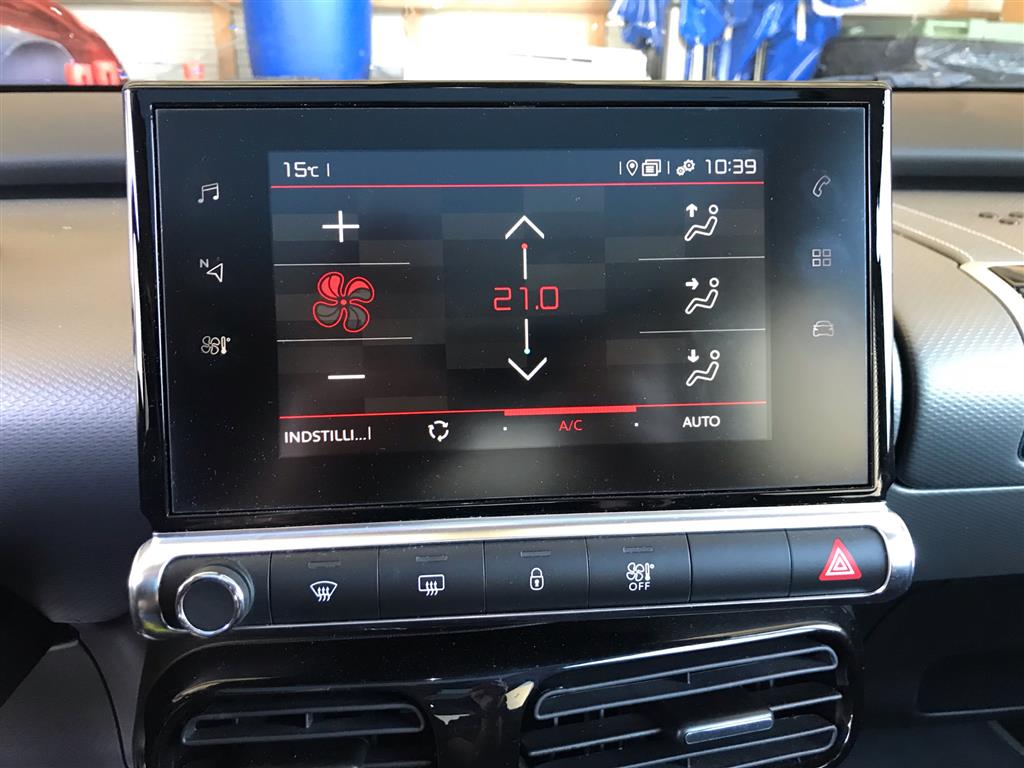 15°C 10:39
N
21.0
INDSTILLI... A/C AUTO
OFF